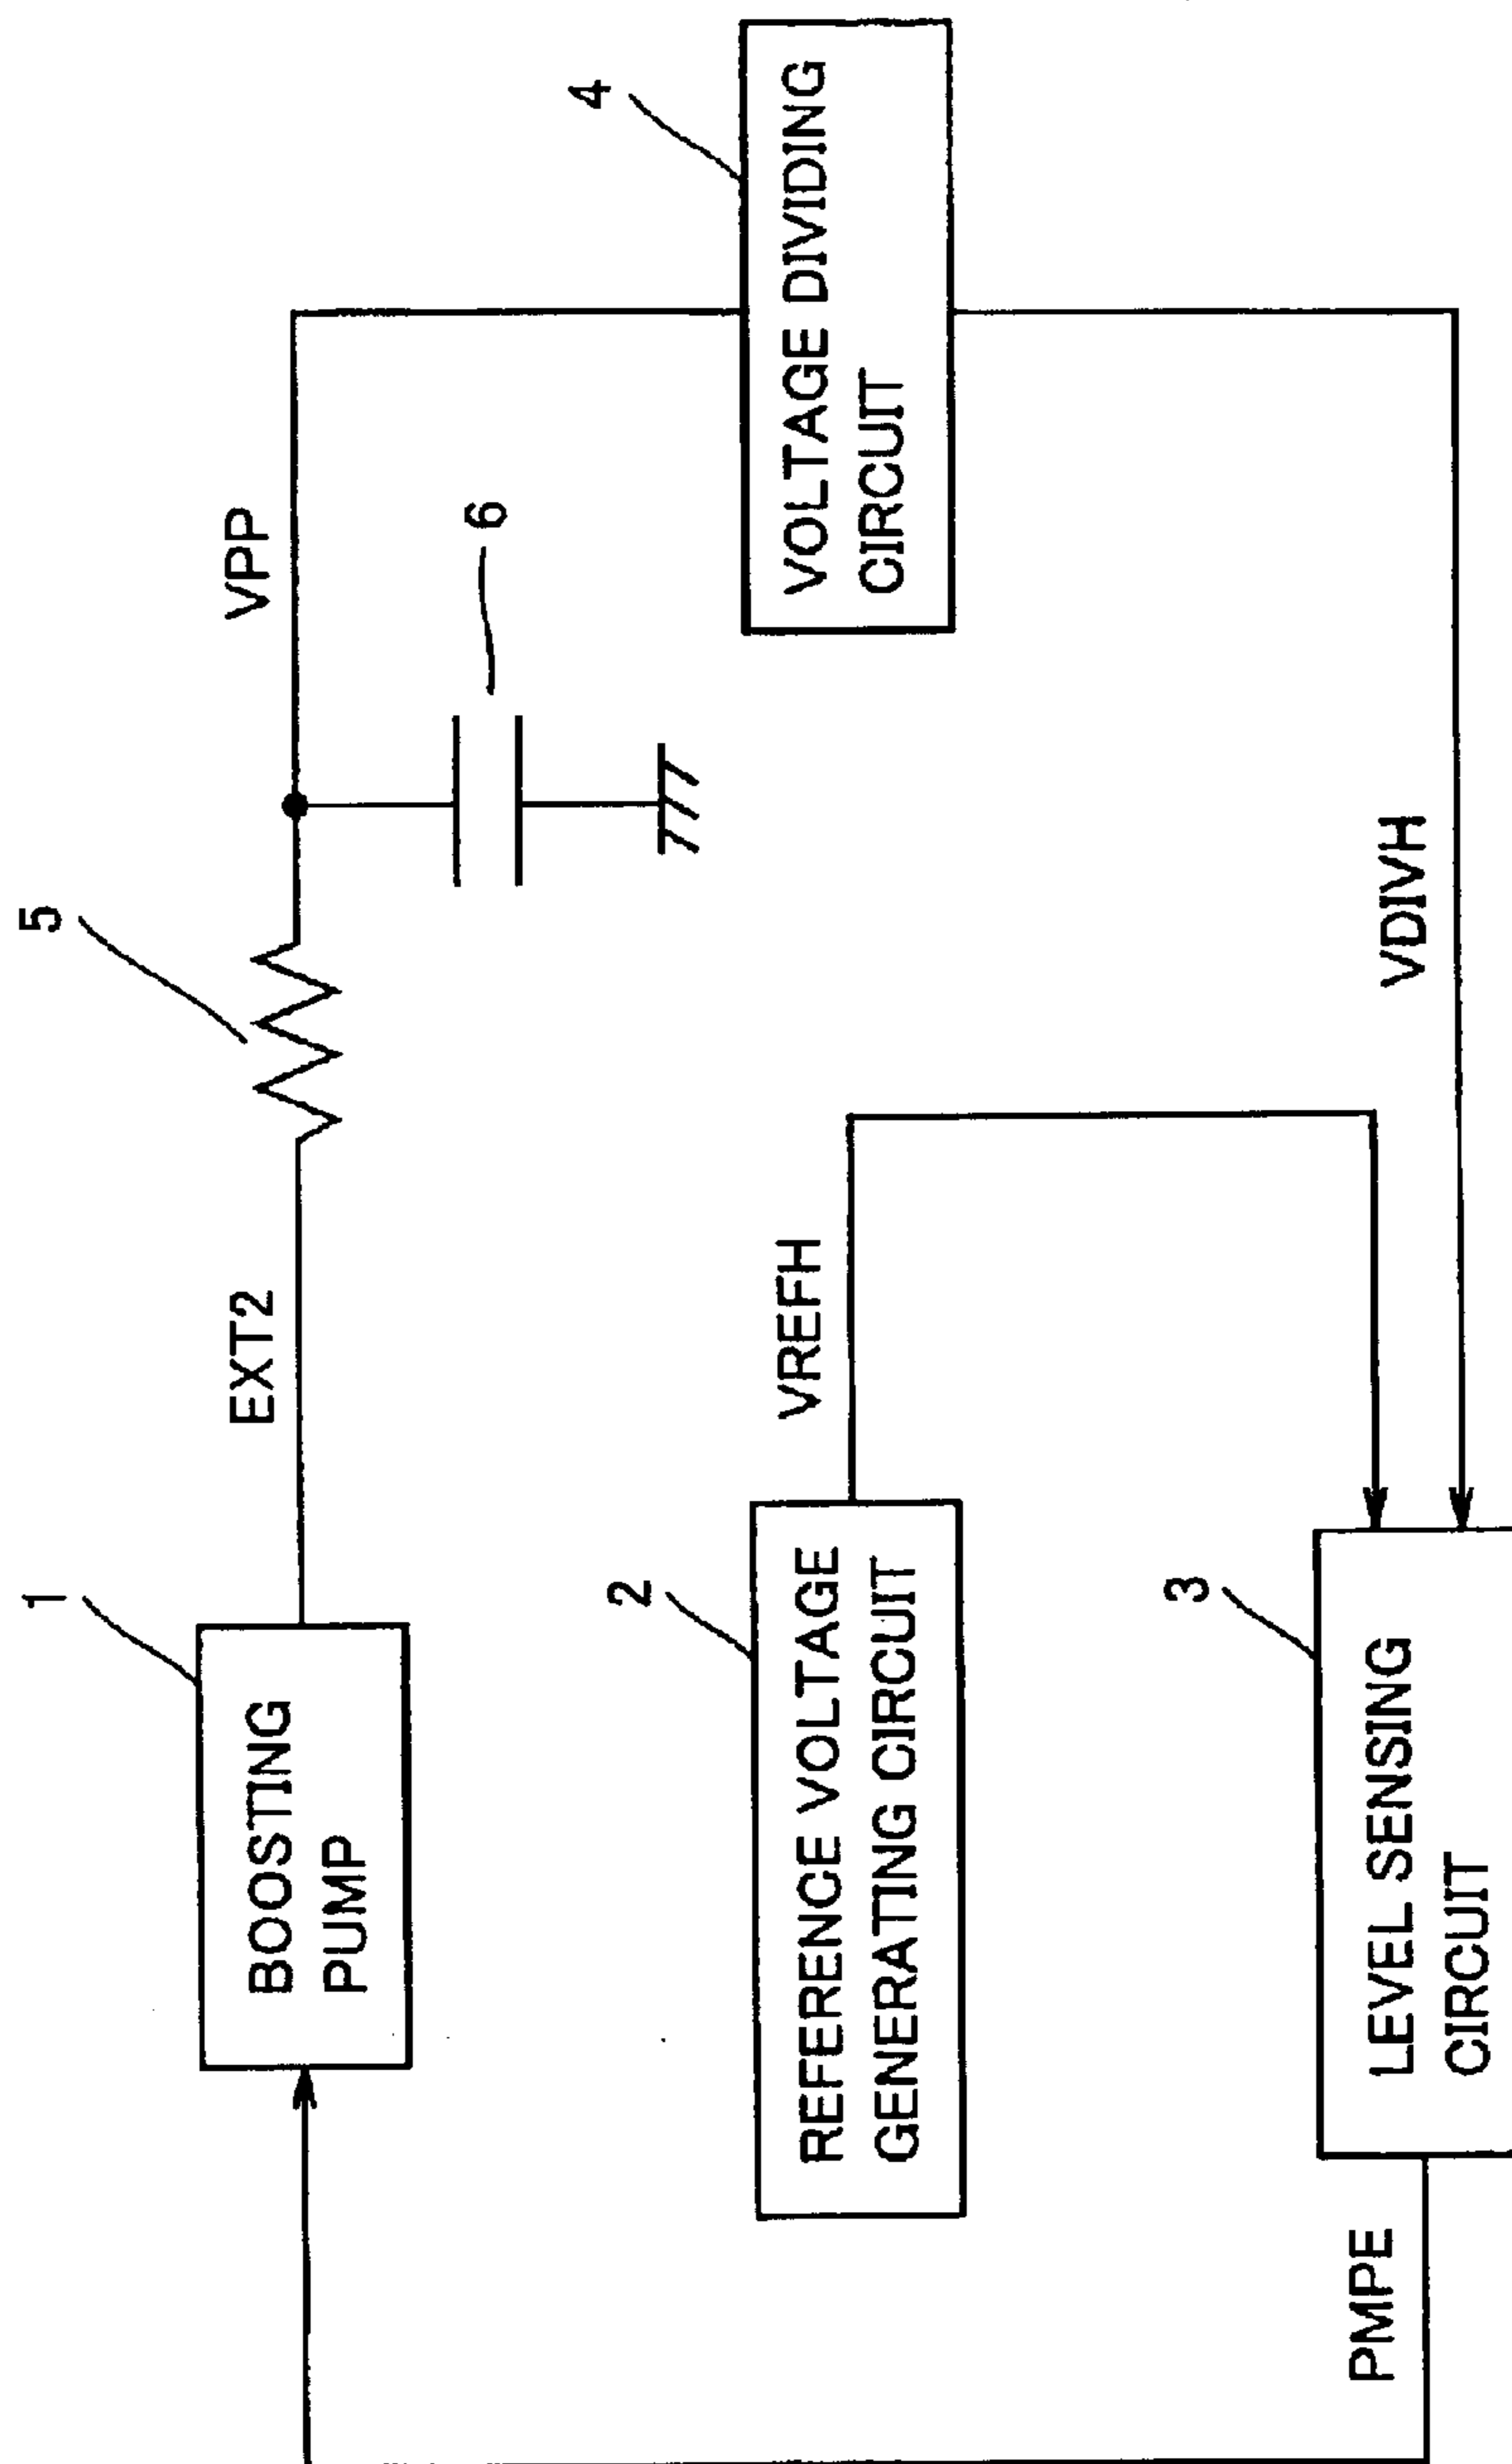 1
BOOSTING
PUMP
EXT2
5
VPP
6
2
REFERENCE VOLTAGE
GENERATING CIRCUIT
VREFH
4
VOLTAGE DIVIDING
CIRCUIT
3
LEVEL SENSING
CIRCUIT
PMPE
VDIVH